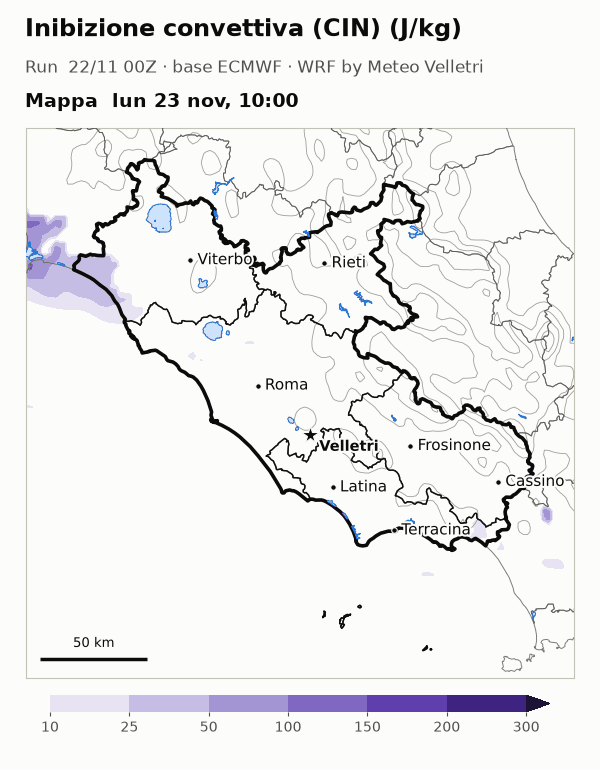 Inibizione convettiva (CIN) (J/kg)
Run 22/11 00Z · base ECMWF · WRF by Meteo Velletri
Mappa lun 23 nov, 10:00
Viterbo
Rieti
Roma
Velletri
Frosinone
Cassino
Latina
Terracina
50 km
10 25 50 100 150 200 300